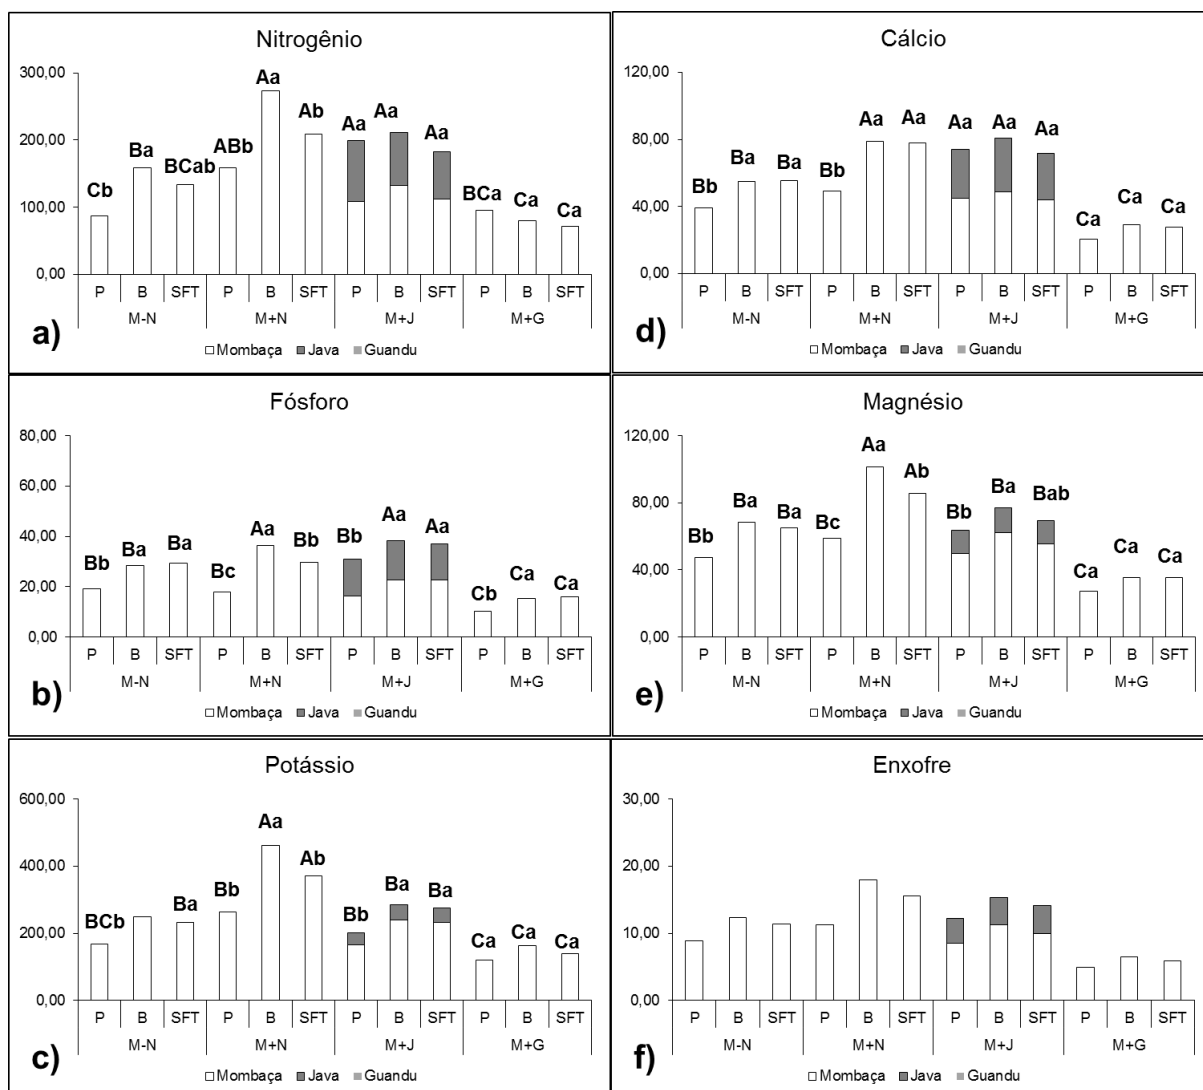 Nitrogênio
300,00
200,00
100,00
0,00
Cb Ba BCab ABb Aa Ab Aa Aa Aa BCa Ca Ca
P B SFT P B SFT P B SFT P B SFT
M-N M+N M+J M+G
a)
Mombaça Java Guandu
Cálcio
120,00
80,00
40,00
0,00
Bb Ba Ba Bb Aa Aa Aa Aa Aa Ca Ca Ca
P B SFT P B SFT P B SFT P B SFT
M-N M+N M+J M+G
d)
Mombaça Java Guandu
Fósforo
80,00
60,00
40,00
20,00
0,00
Bb Ba Ba Bc Aa Bb Bb Aa Aa Cb Ca Ca
P B SFT P B SFT P B SFT P B SFT
M-N M+N M+J M+G
b)
Mombaça Java Guandu
Magnésio
120,00
80,00
40,00
0,00
Bb Ba Ba Bc Aa Ab Bb Ba Bab Ca Ca Ca
P B SFT P B SFT P B SFT P B SFT
M-N M+N M+J M+G
e)
Mombaça Java Guandu
Potássio
600,00
400,00
200,00
0,00
BCb Ba Bb Aa Ab Bb Ba Ba Ca Ca Ca
P B SFT P B SFT P B SFT P B SFT
M-N M+N M+J M+G
c)
Mombaça Java Guandu
Enxofre
30,00
20,00
10,00
0,00
P B SFT P B SFT P B SFT P B SFT
M-N M+N M+J M+G
f)
Mombaça Java Guandu